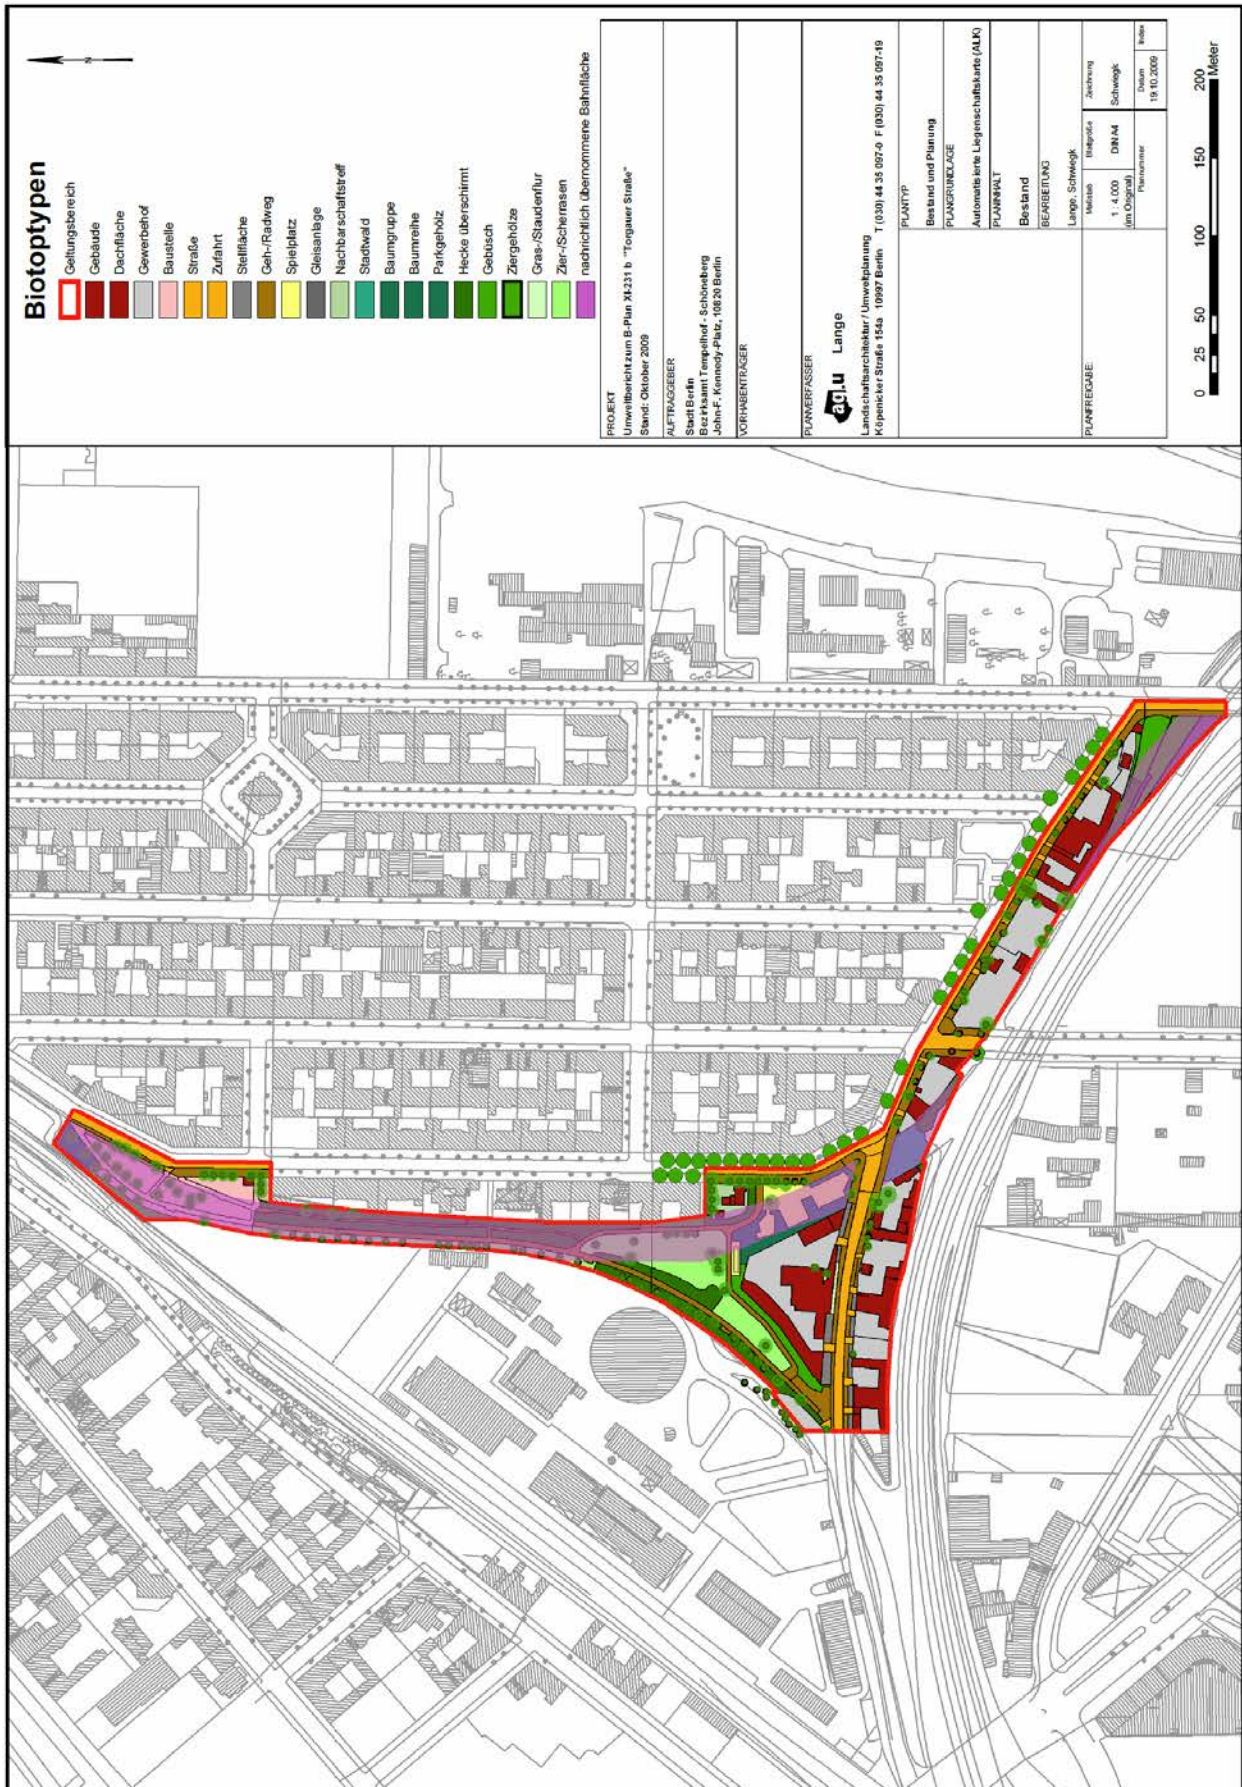 Biotoptypen
N
Geltungsbereich
Gebäude
Dachfläche
Gewerbehof
Baustelle
Straße
Zufahrt
Stellfläche
Geh-/Radweg
Spielplatz
Gleisanlage
Nachbarschaftstreff
Stadtwald
Baumgruppe
Baumreihe
Parkgehölz
Hecke überschirmt
Gebüsch
Ziergehölze
Gras-/Staudenflur
Zier-/Scherrasen
nachrichtlich übernommene Bahnfläche
PROJEKT
Umweltbericht zum B-Plan XI-231 b "Torgauer Straße"
Stand: Oktober 2009
AUFTRAGGEBER
Stadt Berlin
Bezirksamt Tempelhof - Schöneberg
John-F. Kennedy-Platz, 10820 Berlin
VORHABENTRÄGER
PLANVERFASSER
ag.u Lange
Landschaftsarchitektur / Umweltplanung
Köpenicker Straße 154a 10997 Berlin T (030) 44 35 097-0 F (030) 44 35 097-19
PLANTYP
Bestand und Planung
PLANGRUNDLAGE
Automatisierte Liegenschaftskarte (ALK)
PLANINHALT
Bestand
BEARBEITUNG
Lange, Schwiegk
PLANFREIGABE:
Maßstab Blattgröße Zeichnung
1 : 4.000 DIN A4 Schwiegk
(im Original)
Plannummer Datum Index
19.10.2009
0 25 50 100 150 200
Meter